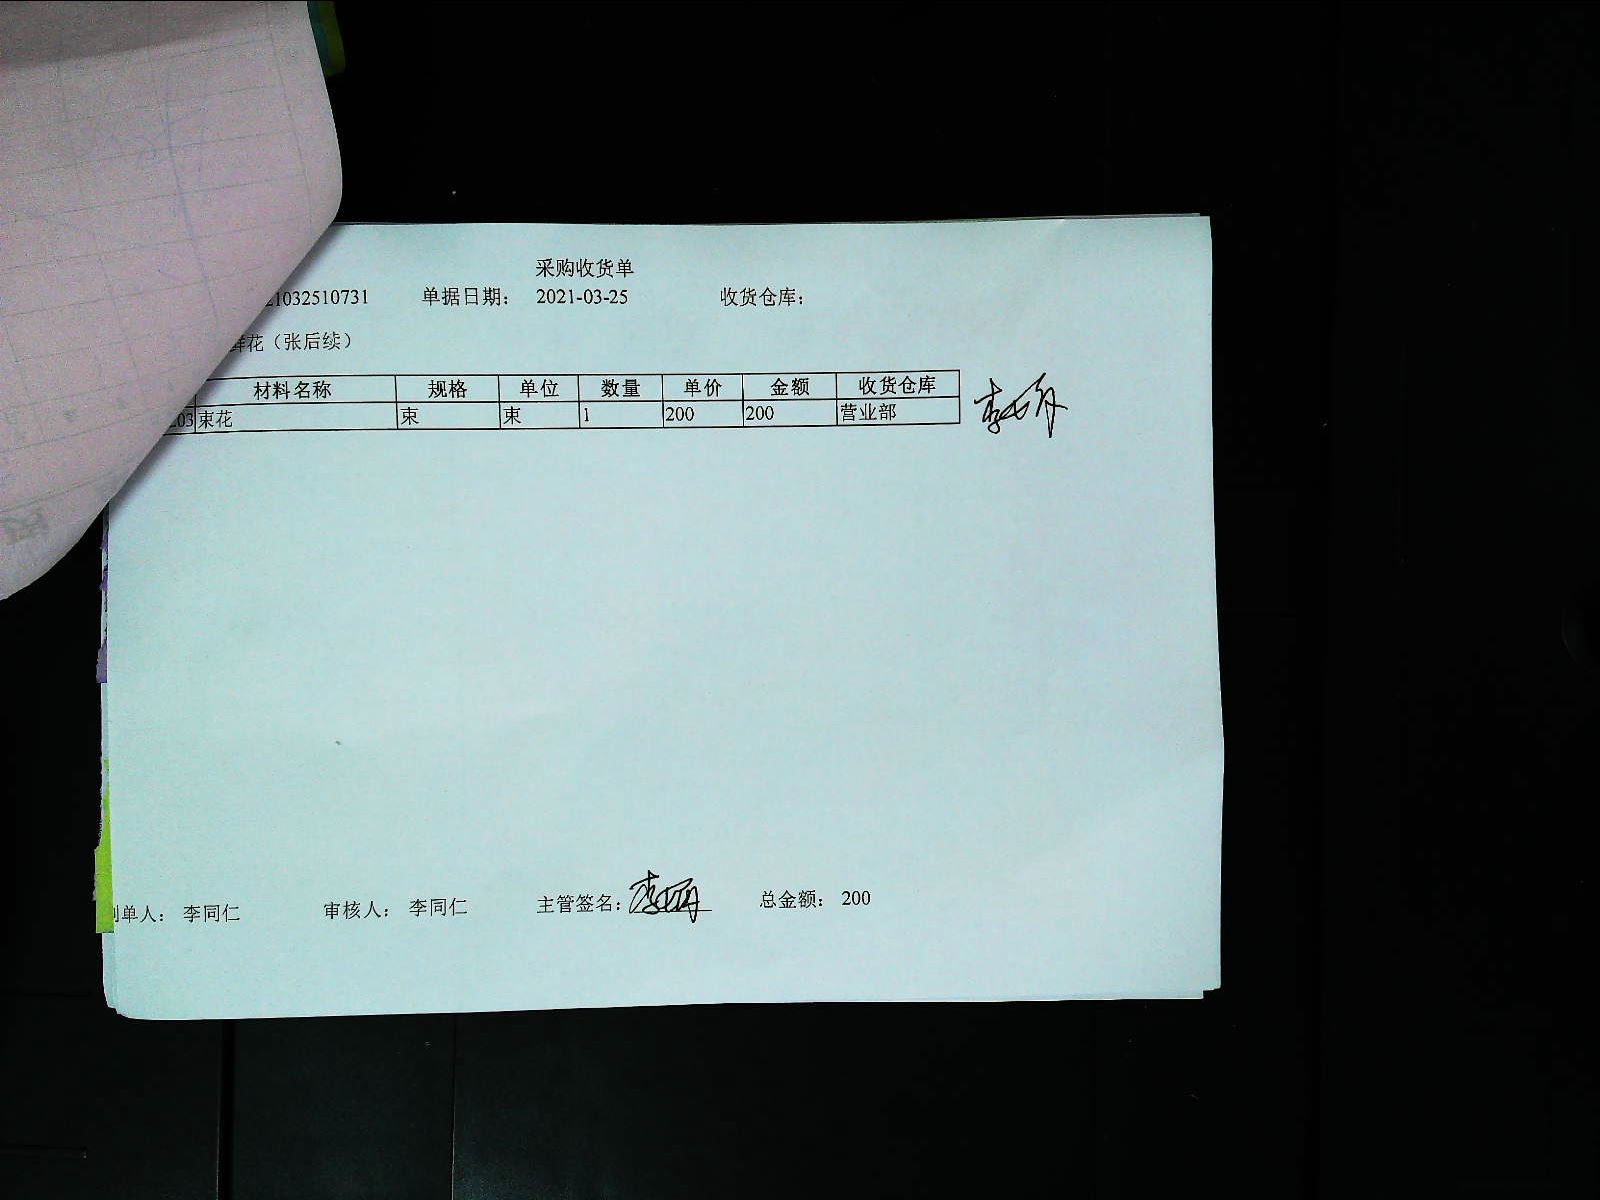 采购收货单
21032510731 单据日期： 2021-03-25 收货仓库：
鲜花（张后续）
材料名称 规格 单位 数量 单价 金额 收货仓库
03 束花 束 束 1 200 200 营业部
制单人： 李同仁 审核人： 李同仁 主管签名： 总金额： 200